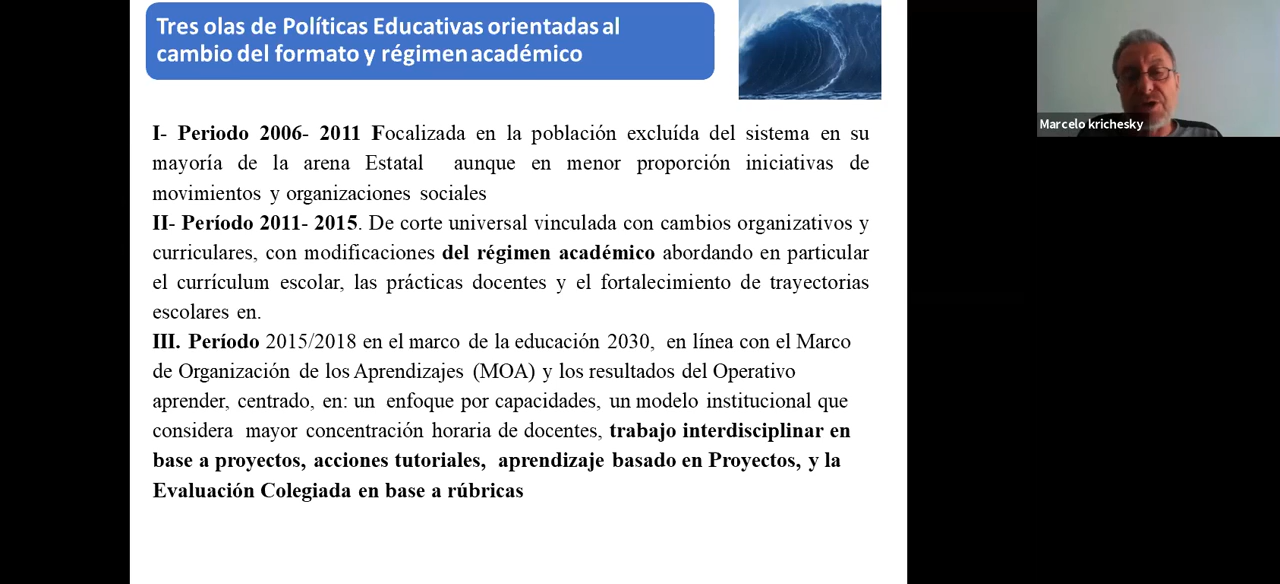 Tres olas de Políticas Educativas orientadas al
cambio del formato y régimen académico
Marcelo krichesky
I- Periodo 2006- 2011 Focalizada en la población excluída del sistema en su
mayoría de la arena Estatal aunque en menor proporción iniciativas de
movimientos y organizaciones sociales
II- Período 2011- 2015. De corte universal vinculada con cambios organizativos y
curriculares, con modificaciones del régimen académico abordando en particular
el currículum escolar, las prácticas docentes y el fortalecimiento de trayectorias
escolares en.
III. Período 2015/2018 en el marco de la educación 2030, en línea con el Marco
de Organización de los Aprendizajes (MOA) y los resultados del Operativo
aprender, centrado, en: un enfoque por capacidades, un modelo institucional que
considera mayor concentración horaria de docentes, trabajo interdisciplinar en
base a proyectos, acciones tutoriales, aprendizaje basado en Proyectos, y la
Evaluación Colegiada en base a rúbricas